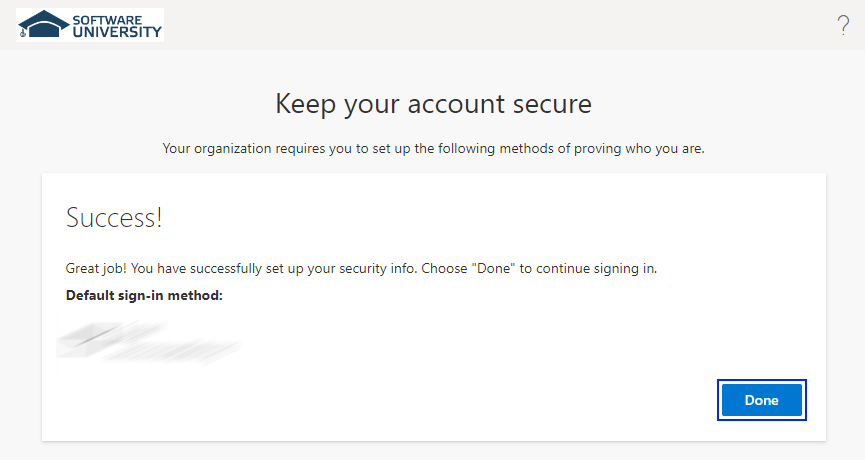 SOFTWARE
UNIVERSITY
?
Keep your account secure
Your organization requires you to set up the following methods of proving who you are.
Success!
Great job! You have successfully set up your security info. Choose "Done" to continue signing in.
Default sign-in method:
Done